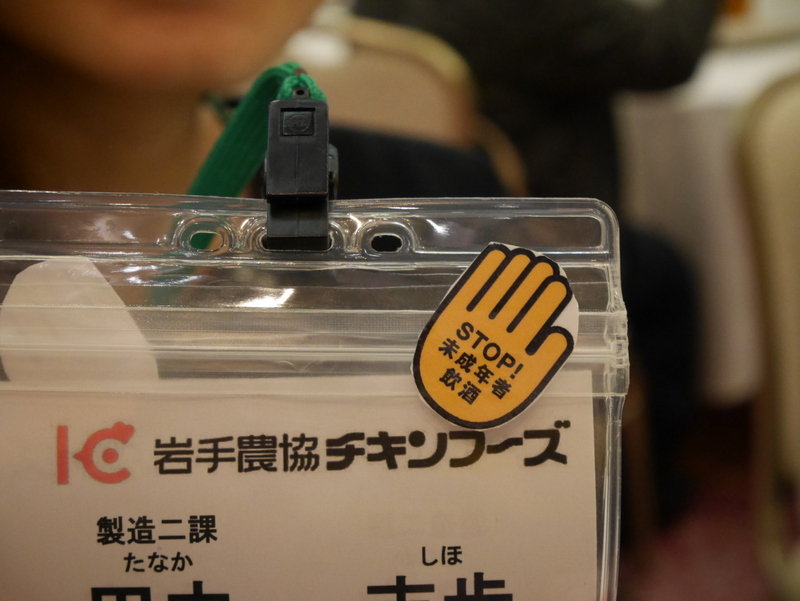 STOP!
未成年者
飲酒
岩手農協チキンフーズ
製造二課
たなか
しほ